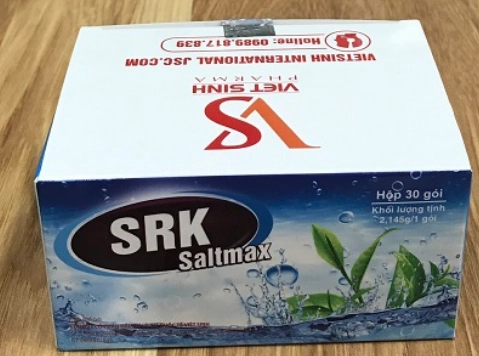 Hotline: 0989.817.839
VIETSINH INTERNATIONAL JSC.COM
VIET SINH
PHARMA
VS
Hộp 30 gói
Khối lượng tịnh
2,145g/1 gói
SRK
Saltmax